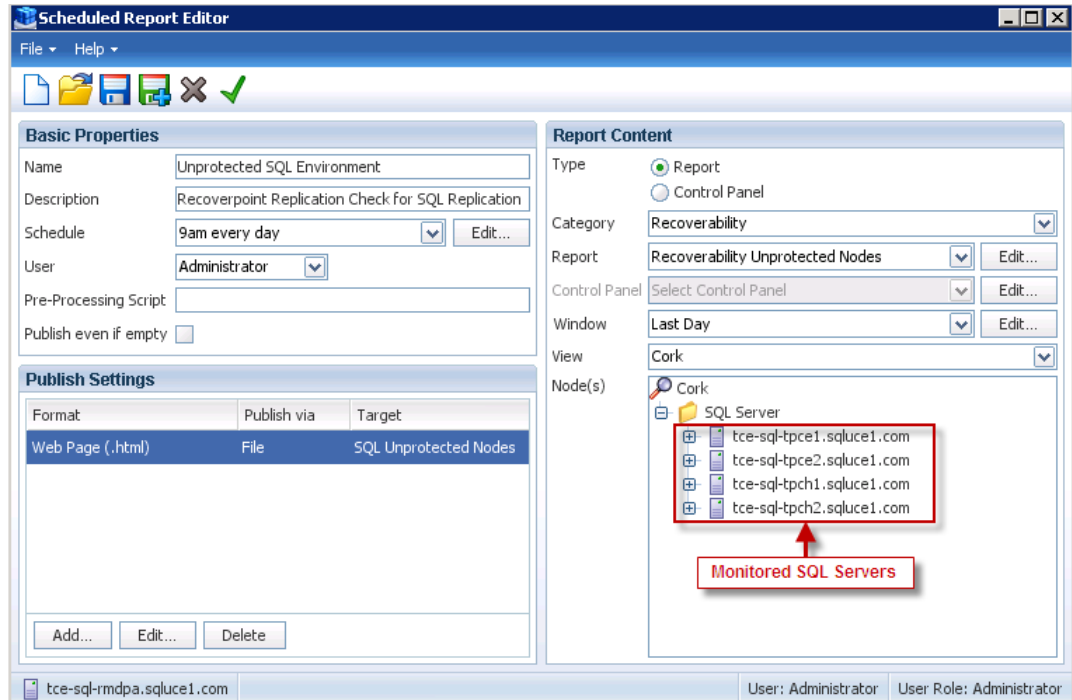 Scheduled Report Editor
File Help
Basic Properties
Name Unprotected SQL Environment
Description Recoverpoint Replication Check for SQL Replication
Schedule 9am every day Edit...
User Administrator
Pre-Processing Script
Publish even if empty
Publish Settings
Format Publish via Target
Web Page (.html) File SQL Unprotected Nodes
Add... Edit... Delete
Report Content
Type Report
Control Panel
Category Recoverability
Report Recoverability Unprotected Nodes Edit...
Control Panel Select Control Panel Edit...
Window Last Day Edit...
View Cork
Node(s) Cork
SQL Server
tce-sql-tpce1.sqluce1.com
tce-sql-tpce2.sqluce1.com
tce-sql-tpch1.sqluce1.com
tce-sql-tpch2.sqluce1.com
Monitored SQL Servers
tce-sql-rmdpa.sqluce1.com User: Administrator User Role: Administrator